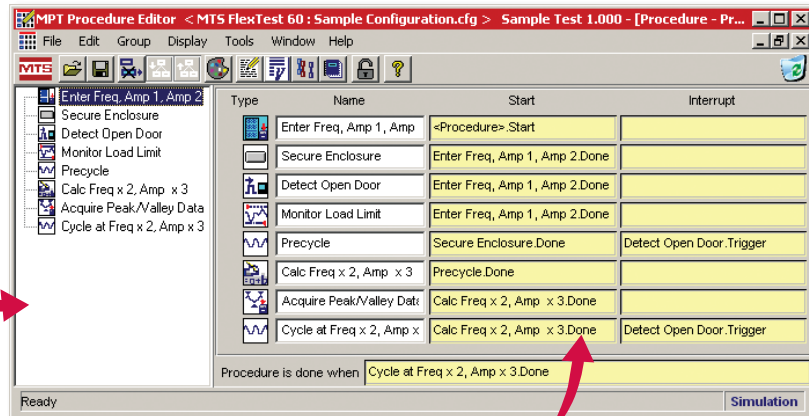 MPT Procedure Editor < MTS FlexTest 60 : Sample Configuration.cfg > Sample Test 1.000 - [Procedure - Pr...
File Edit Group Display Tools Window Help
MTS
Enter Freq, Amp 1, Amp 2
Secure Enclosure
Detect Open Door
Monitor Load Limit
Precycle
Calc Freq x 2, Amp x 3
Acquire Peak/Valley Data
Cycle at Freq x 2, Amp x 3
Type Name Start Interrupt
Enter Freq, Amp 1, Amp <Procedure>.Start
Secure Enclosure Enter Freq, Amp 1, Amp 2.Done
Detect Open Door Enter Freq, Amp 1, Amp 2.Done
Monitor Load Limit Enter Freq, Amp 1, Amp 2.Done
Precycle Secure Enclosure.Done Detect Open Door.Trigger
Calc Freq x 2, Amp x 3 Precycle.Done
Acquire Peak/Valley Data Calc Freq x 2, Amp x 3.Done
Cycle at Freq x 2, Amp x Calc Freq x 2, Amp x 3.Done Detect Open Door.Trigger
Procedure is done when Cycle at Freq x 2, Amp x 3.Done
Ready Simulation